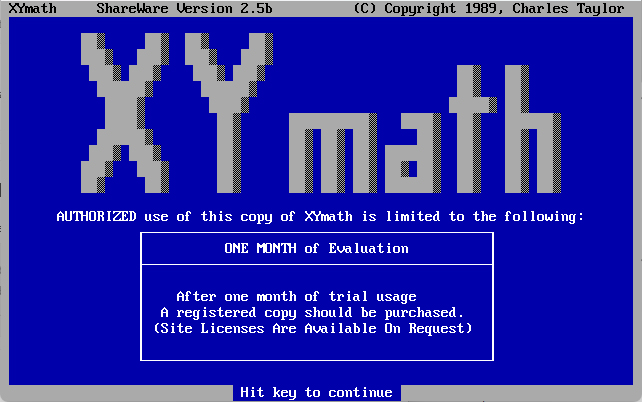 XYmath ShareWare Version 2.5b (C) Copyright 1989, Charles Taylor
XYmath
AUTHORIZED use of this copy of XYmath is limited to the following:
ONE MONTH of Evaluation
After one month of trial usage
A registered copy should be purchased.
(Site Licenses Are Available On Request)
Hit key to continue